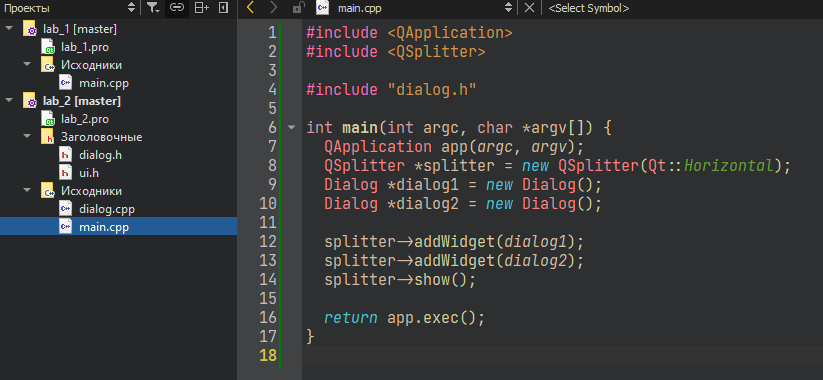 Проекты
main.cpp
<Select Symbol>
lab_1 [master]
lab_1.pro
Исходники
main.cpp
lab_2 [master]
lab_2.pro
Заголовочные
dialog.h
ui.h
Исходники
dialog.cpp
main.cpp
1 #include <QApplication>
2 #include <QSplitter>
3
4 #include "dialog.h"
5
6 int main(int argc, char *argv[]) {
7 QApplication app(argc, argv);
8 QSplitter *splitter = new QSplitter(Qt::Horizontal);
9 Dialog *dialog1 = new Dialog();
10 Dialog *dialog2 = new Dialog();
11
12 splitter->addWidget(dialog1);
13 splitter->addWidget(dialog2);
14 splitter->show();
15
16 return app.exec();
17 }
18